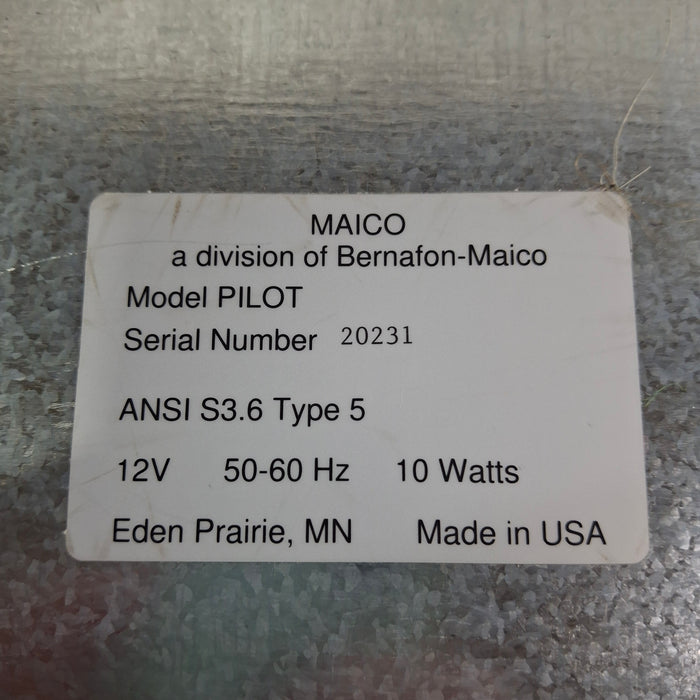 MAICO
a division of Bernafon-Maico
Model PILOT
Serial Number 20231
ANSI S3.6 Type 5
12V 50-60 Hz 10 Watts
Eden Prairie, MN Made in USA